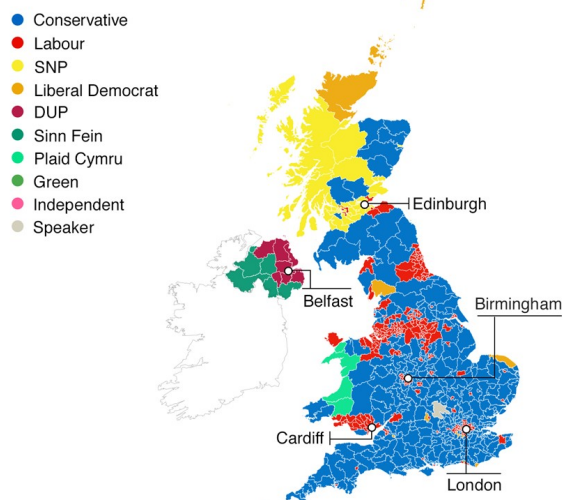 Conservative
Labour
SNP
Liberal Democrat
DUP
Sinn Fein
Plaid Cymru
Green
Independent
Speaker
Edinburgh
Belfast
Birmingham
Cardiff
London